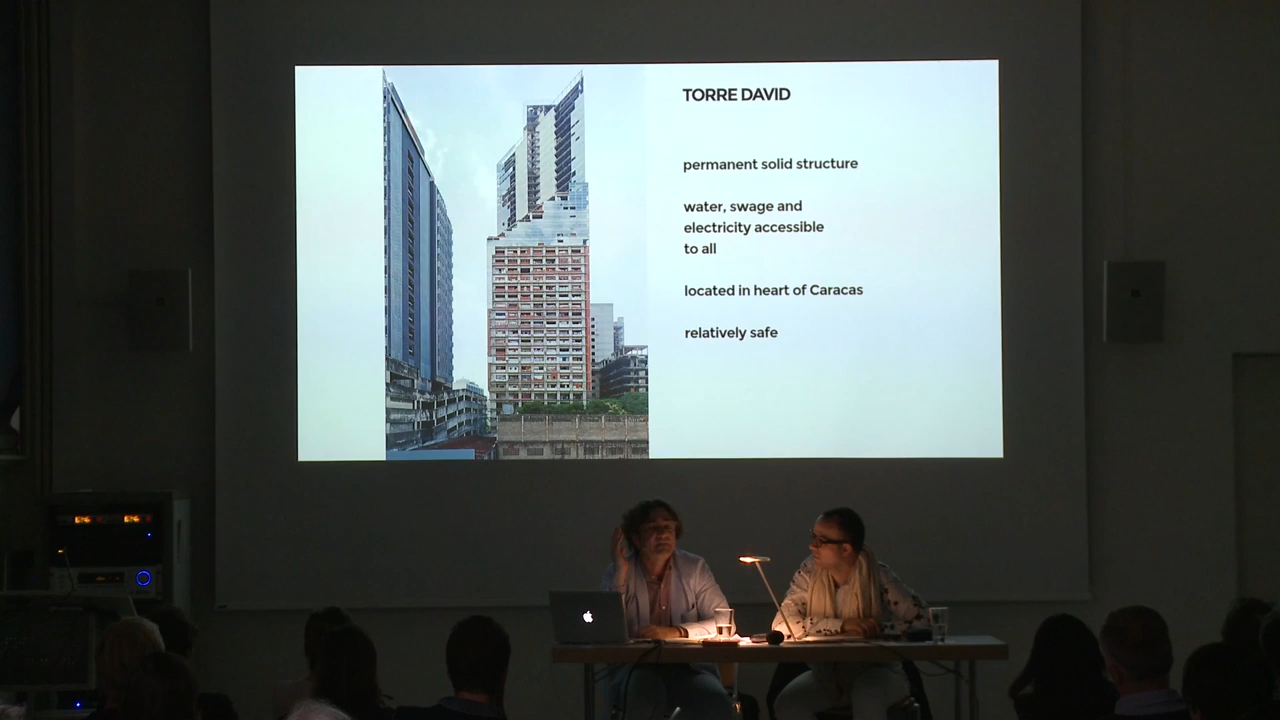 TORRE DAVID
permanent solid structure
water, swage and
electricity accessible
to all
located in heart of Caracas
relatively safe